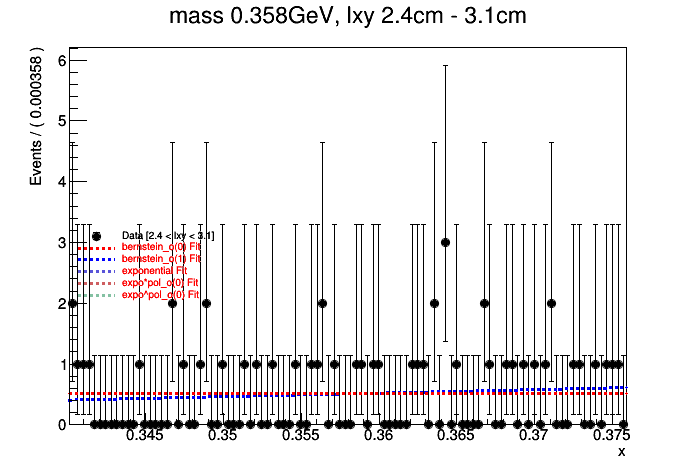 mass 0.358GeV, lxy 2.4cm - 3.1cm
Events / ( 0.000358 )
6
5
4
3
2
1
0
Data [2.4 < lxy < 3.1]
bernstein_o(0) Fit
bernstein_o(1) Fit
exponential Fit
expo*pol_o(0) Fit
expo^pol_o(0) Fit
0.345 0.35 0.355 0.36 0.365 0.37 0.375
x